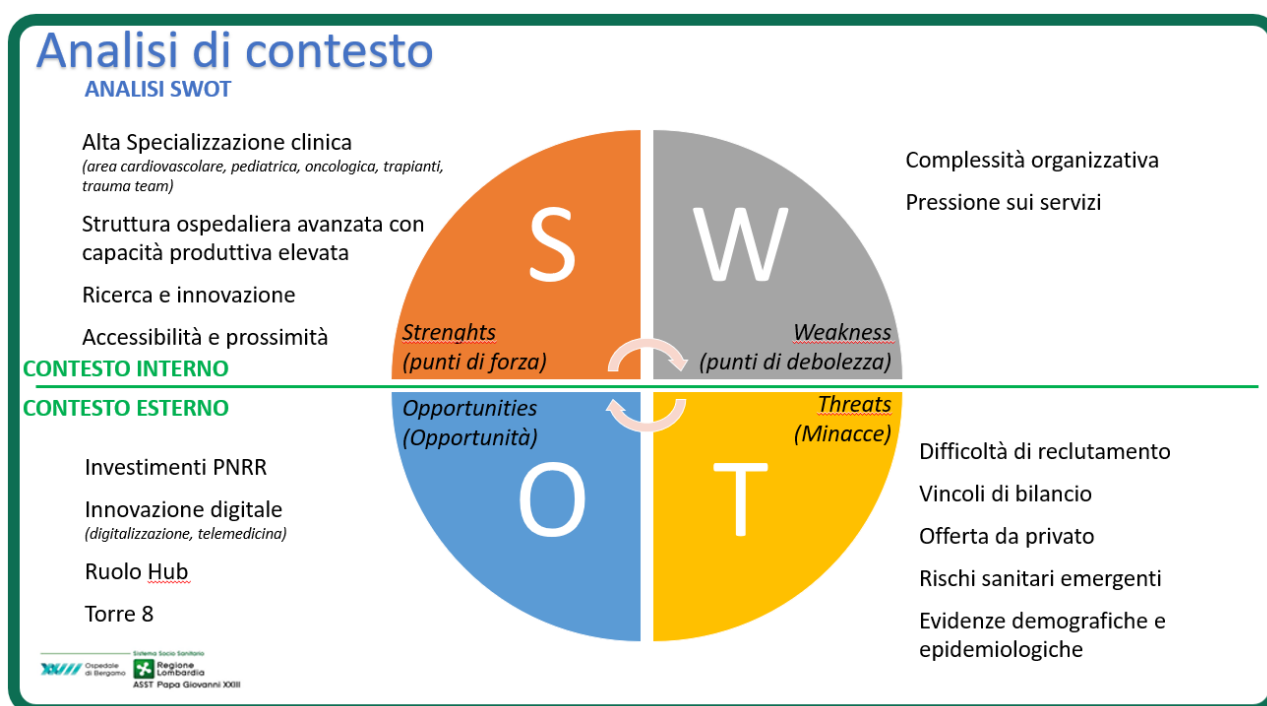 Analisi di contesto
ANALISI SWOT
Alta Specializzazione clinica
(area cardiovascolare, pediatrica, oncologica, trapianti,
trauma team)
Struttura ospedaliera avanzata con
capacità produttiva elevata
Ricerca e innovazione
Accessibilità e prossimità
S
Strenghts
(punti di forza)
W
Weakness
(punti di debolezza)
Complessità organizzativa
Pressione sui servizi
CONTESTO INTERNO
CONTESTO ESTERNO
Opportunities
(Opportunità)
O
Investimenti PNRR
Innovazione digitale
(digitalizzazione, telemedicina)
Ruolo Hub
Torre 8
Threats
(Minacce)
T
Difficoltà di reclutamento
Vincoli di bilancio
Offerta da privato
Rischi sanitari emergenti
Evidenze demografiche e
epidemiologiche
XXIII
Ospedale
di Bergamo
Sistema Socio Sanitario
Regione
Lombardia
ASST Papa Giovanni XXIII